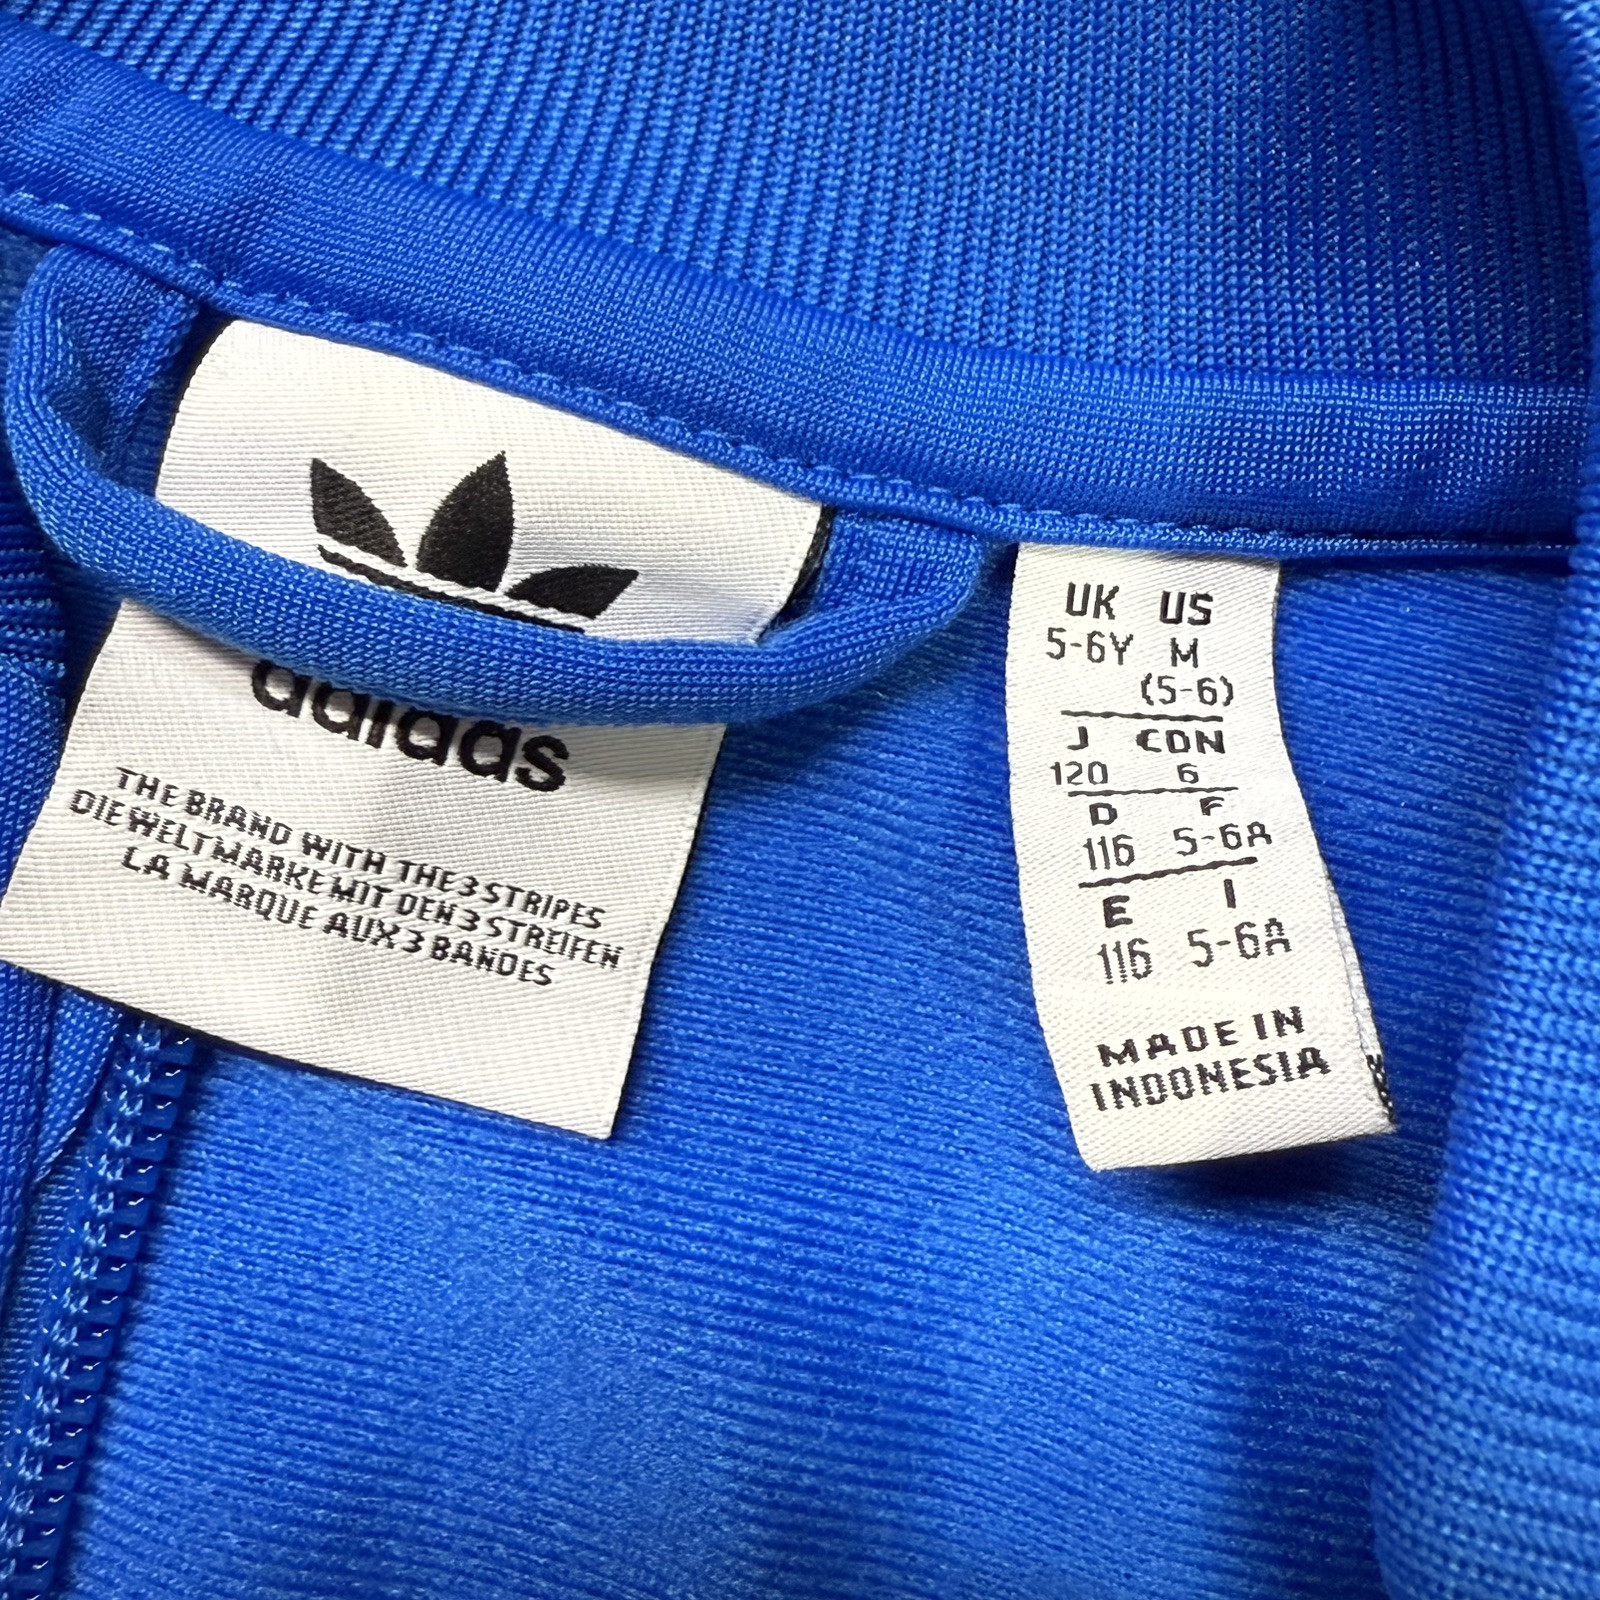 adidas
THE BRAND WITH THE 3 STRIPES
DIE WELTMARKE MIT DEN 3 STREIFEN
LA MARQUE AUX 3 BANDES
UK US
5-6Y M
(5-6)
J CDN
120 6
D F
116 5-6A
E I
116 5-6A
MADE IN
INDONESIA